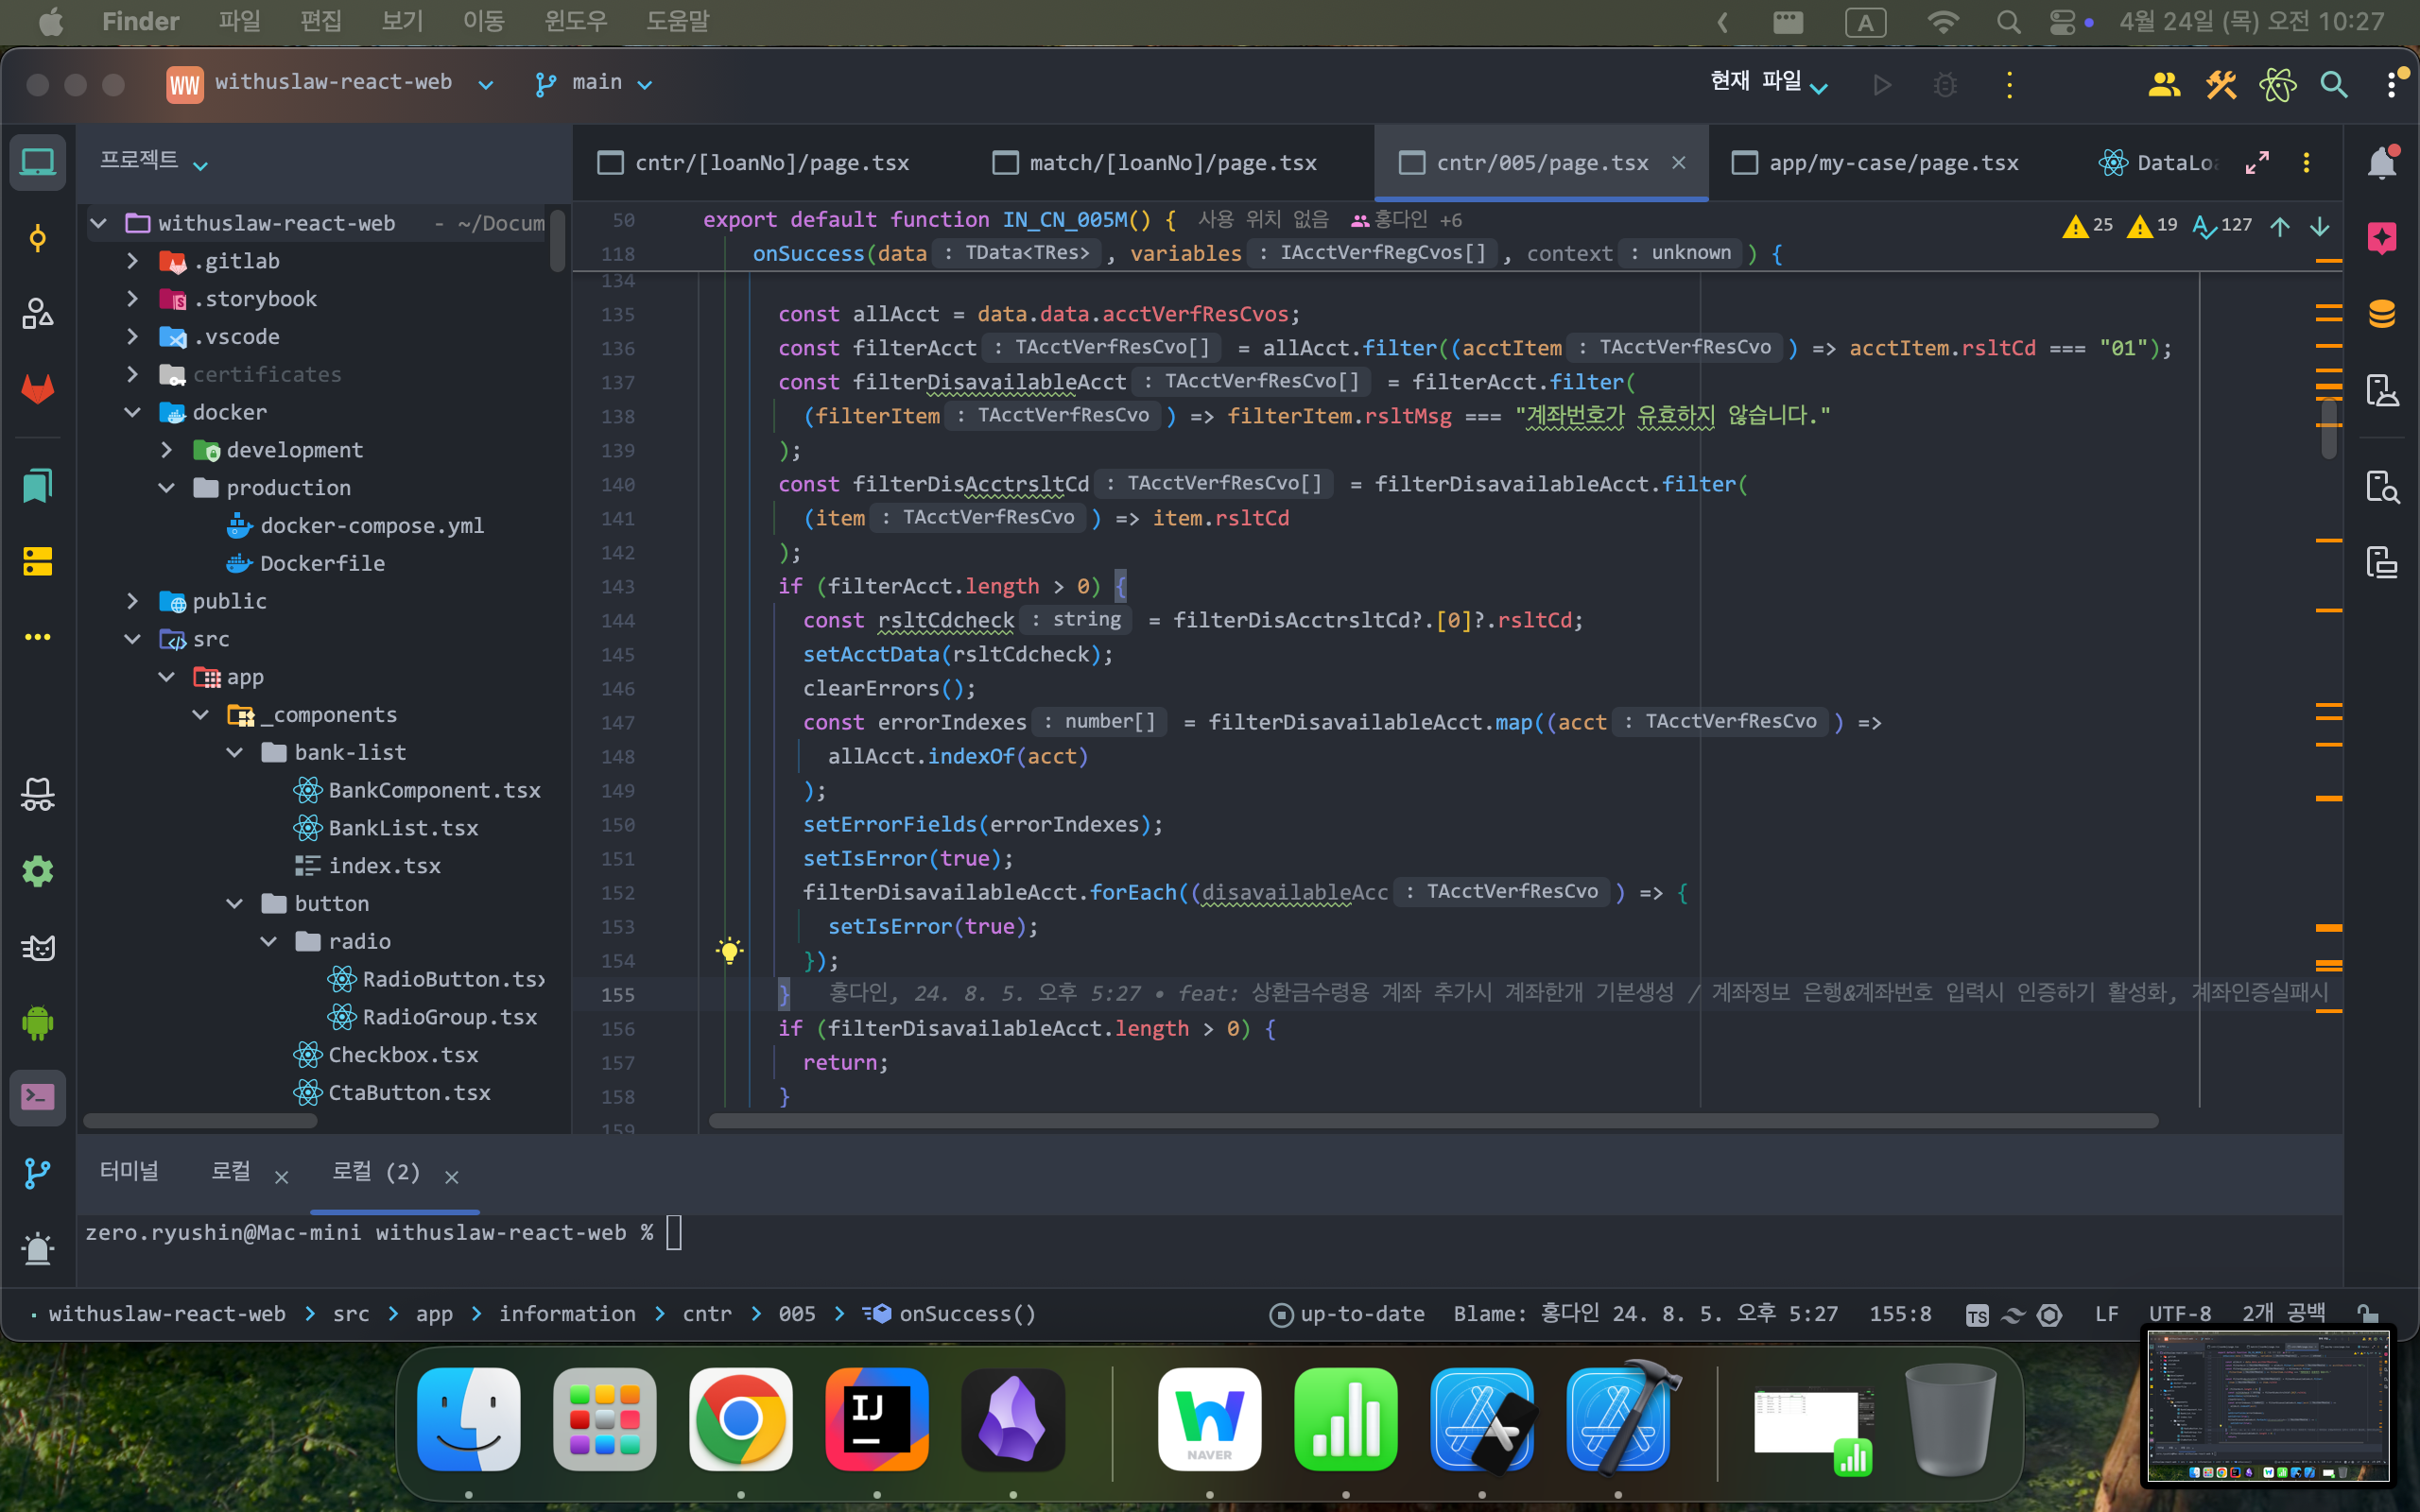 Finder 파일 편집 보기 이동 윈도우 도움말 A 4월 24일 (목) 오전 10:27
WW withuslaw-react-web main 현재 파일
프로젝트
cntr/[loanNo]/page.tsx match/[loanNo]/page.tsx cntr/005/page.tsx app/my-case/page.tsx
withuslaw-react-web - ~/Docum
.gitlab
.storybook
.vscode
certificates
docker
development
production
docker-compose.yml
Dockerfile
public
src
app
_components
bank-list
BankComponent.tsx
BankList.tsx
index.tsx
button
radio
RadioButton.tsx
RadioGroup.tsx
Checkbox.tsx
CtaButton.tsx
25 19 127
50 export default function IN_CN_005M() { 사용 위치 없음 홍다인 +6
118 onSuccess(data : TData<TRes> , variables : IAcctVerfRegCvos[] , context : unknown ) {
134
135 const allAcct = data.data.acctVerfResCvos;
136 const filterAcct : TAcctVerfResCvo[] = allAcct.filter((acctItem : TAcctVerfResCvo ) => acctItem.rsltCd === "01");
137 const filterDisavailableAcct : TAcctVerfResCvo[] = filterAcct.filter(
138 (filterItem : TAcctVerfResCvo ) => filterItem.rsltMsg === "계좌번호가 유효하지 않습니다."
139 );
140 const filterDisAcctrsltCd : TAcctVerfResCvo[] = filterDisavailableAcct.filter(
141 (item : TAcctVerfResCvo ) => item.rsltCd
142 );
143 if (filterAcct.length > 0) {
144 const rsltCdcheck : string = filterDisAcctrsltCd?.[0]?.rsltCd;
145 setAcctData(rsltCdcheck);
146 clearErrors();
147 const errorIndexes : number[] = filterDisavailableAcct.map((acct : TAcctVerfResCvo ) =>
148 allAcct.indexOf(acct)
149 );
150 setErrorFields(errorIndexes);
151 setIsError(true);
152 filterDisavailableAcct.forEach((disavailableAcc : TAcctVerfResCvo ) => {
153 setIsError(true);
154 });
155 } 홍다인, 24. 8. 5. 오후 5:27 • feat: 상환금수령용 계좌 추가시 계좌한개 기본생성 / 계좌정보 은행&계좌번호 입력시 인증하기 활성화, 계좌인증실패시
156 if (filterDisavailableAcct.length > 0) {
157 return;
158 }
159
터미널 로컬 로컬 (2)
zero.ryushin@Mac-mini withuslaw-react-web %
withuslaw-react-web > src > app > information > cntr > 005 > onSuccess() up-to-date Blame: 홍다인 24. 8. 5. 오후 5:27 155:8 TS LF UTF-8 2개 공백
IJ
NAVER